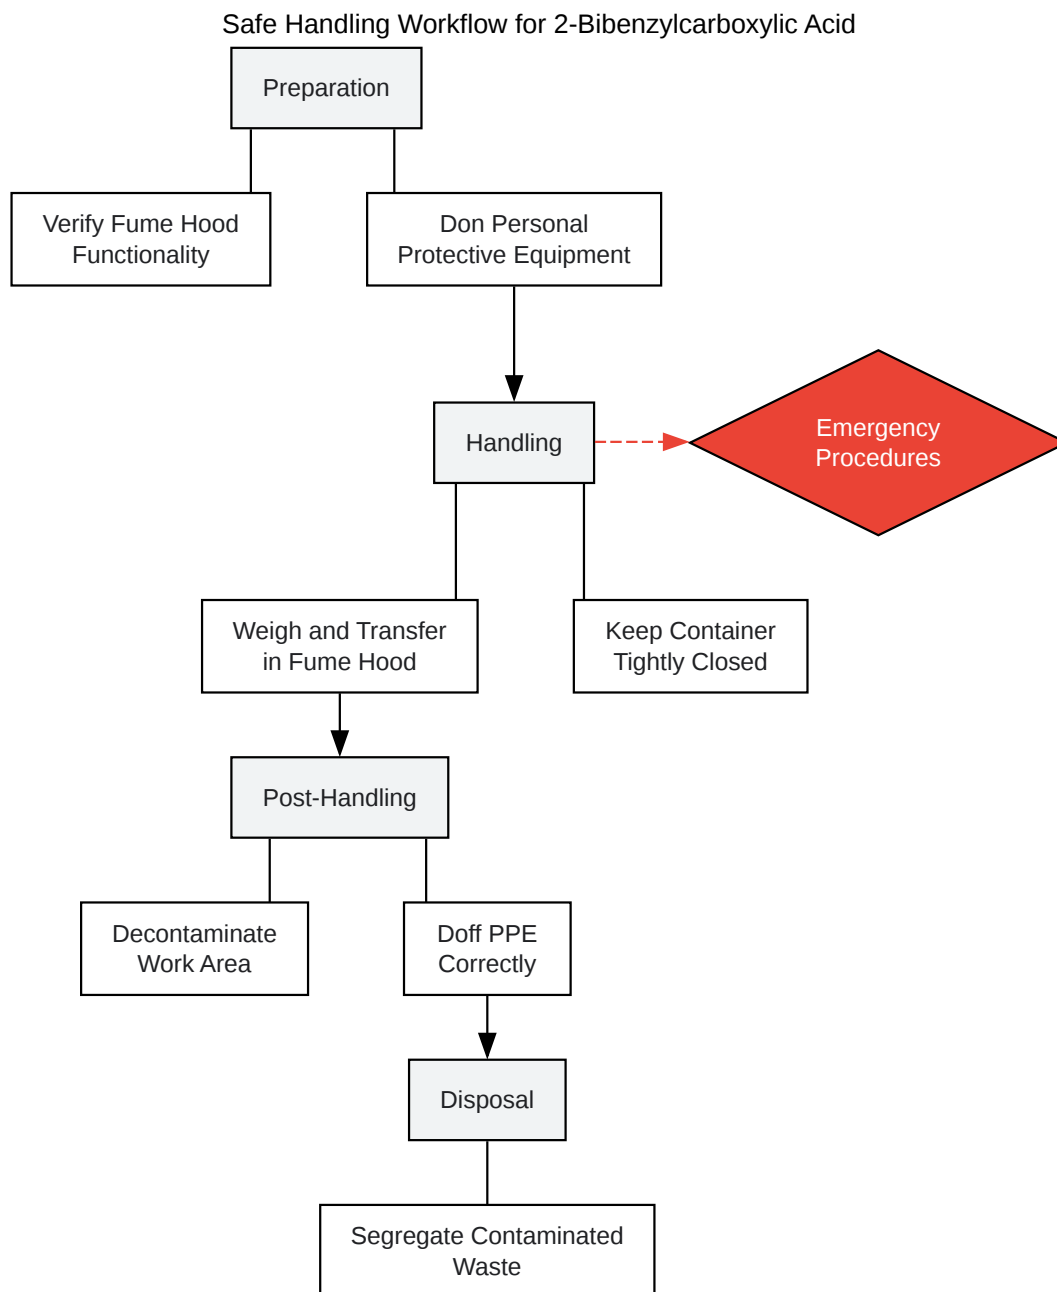 Safe Handling Workflow for 2-Bibenzylcarboxylic Acid
Preparation
Verify Fume Hood
Functionality
Don Personal
Protective Equipment
Handling
Emergency
Procedures
Weigh and Transfer
in Fume Hood
Keep Container
Tightly Closed
Post-Handling
Decontaminate
Work Area
Doff PPE
Correctly
Disposal
Segregate Contaminated
Waste